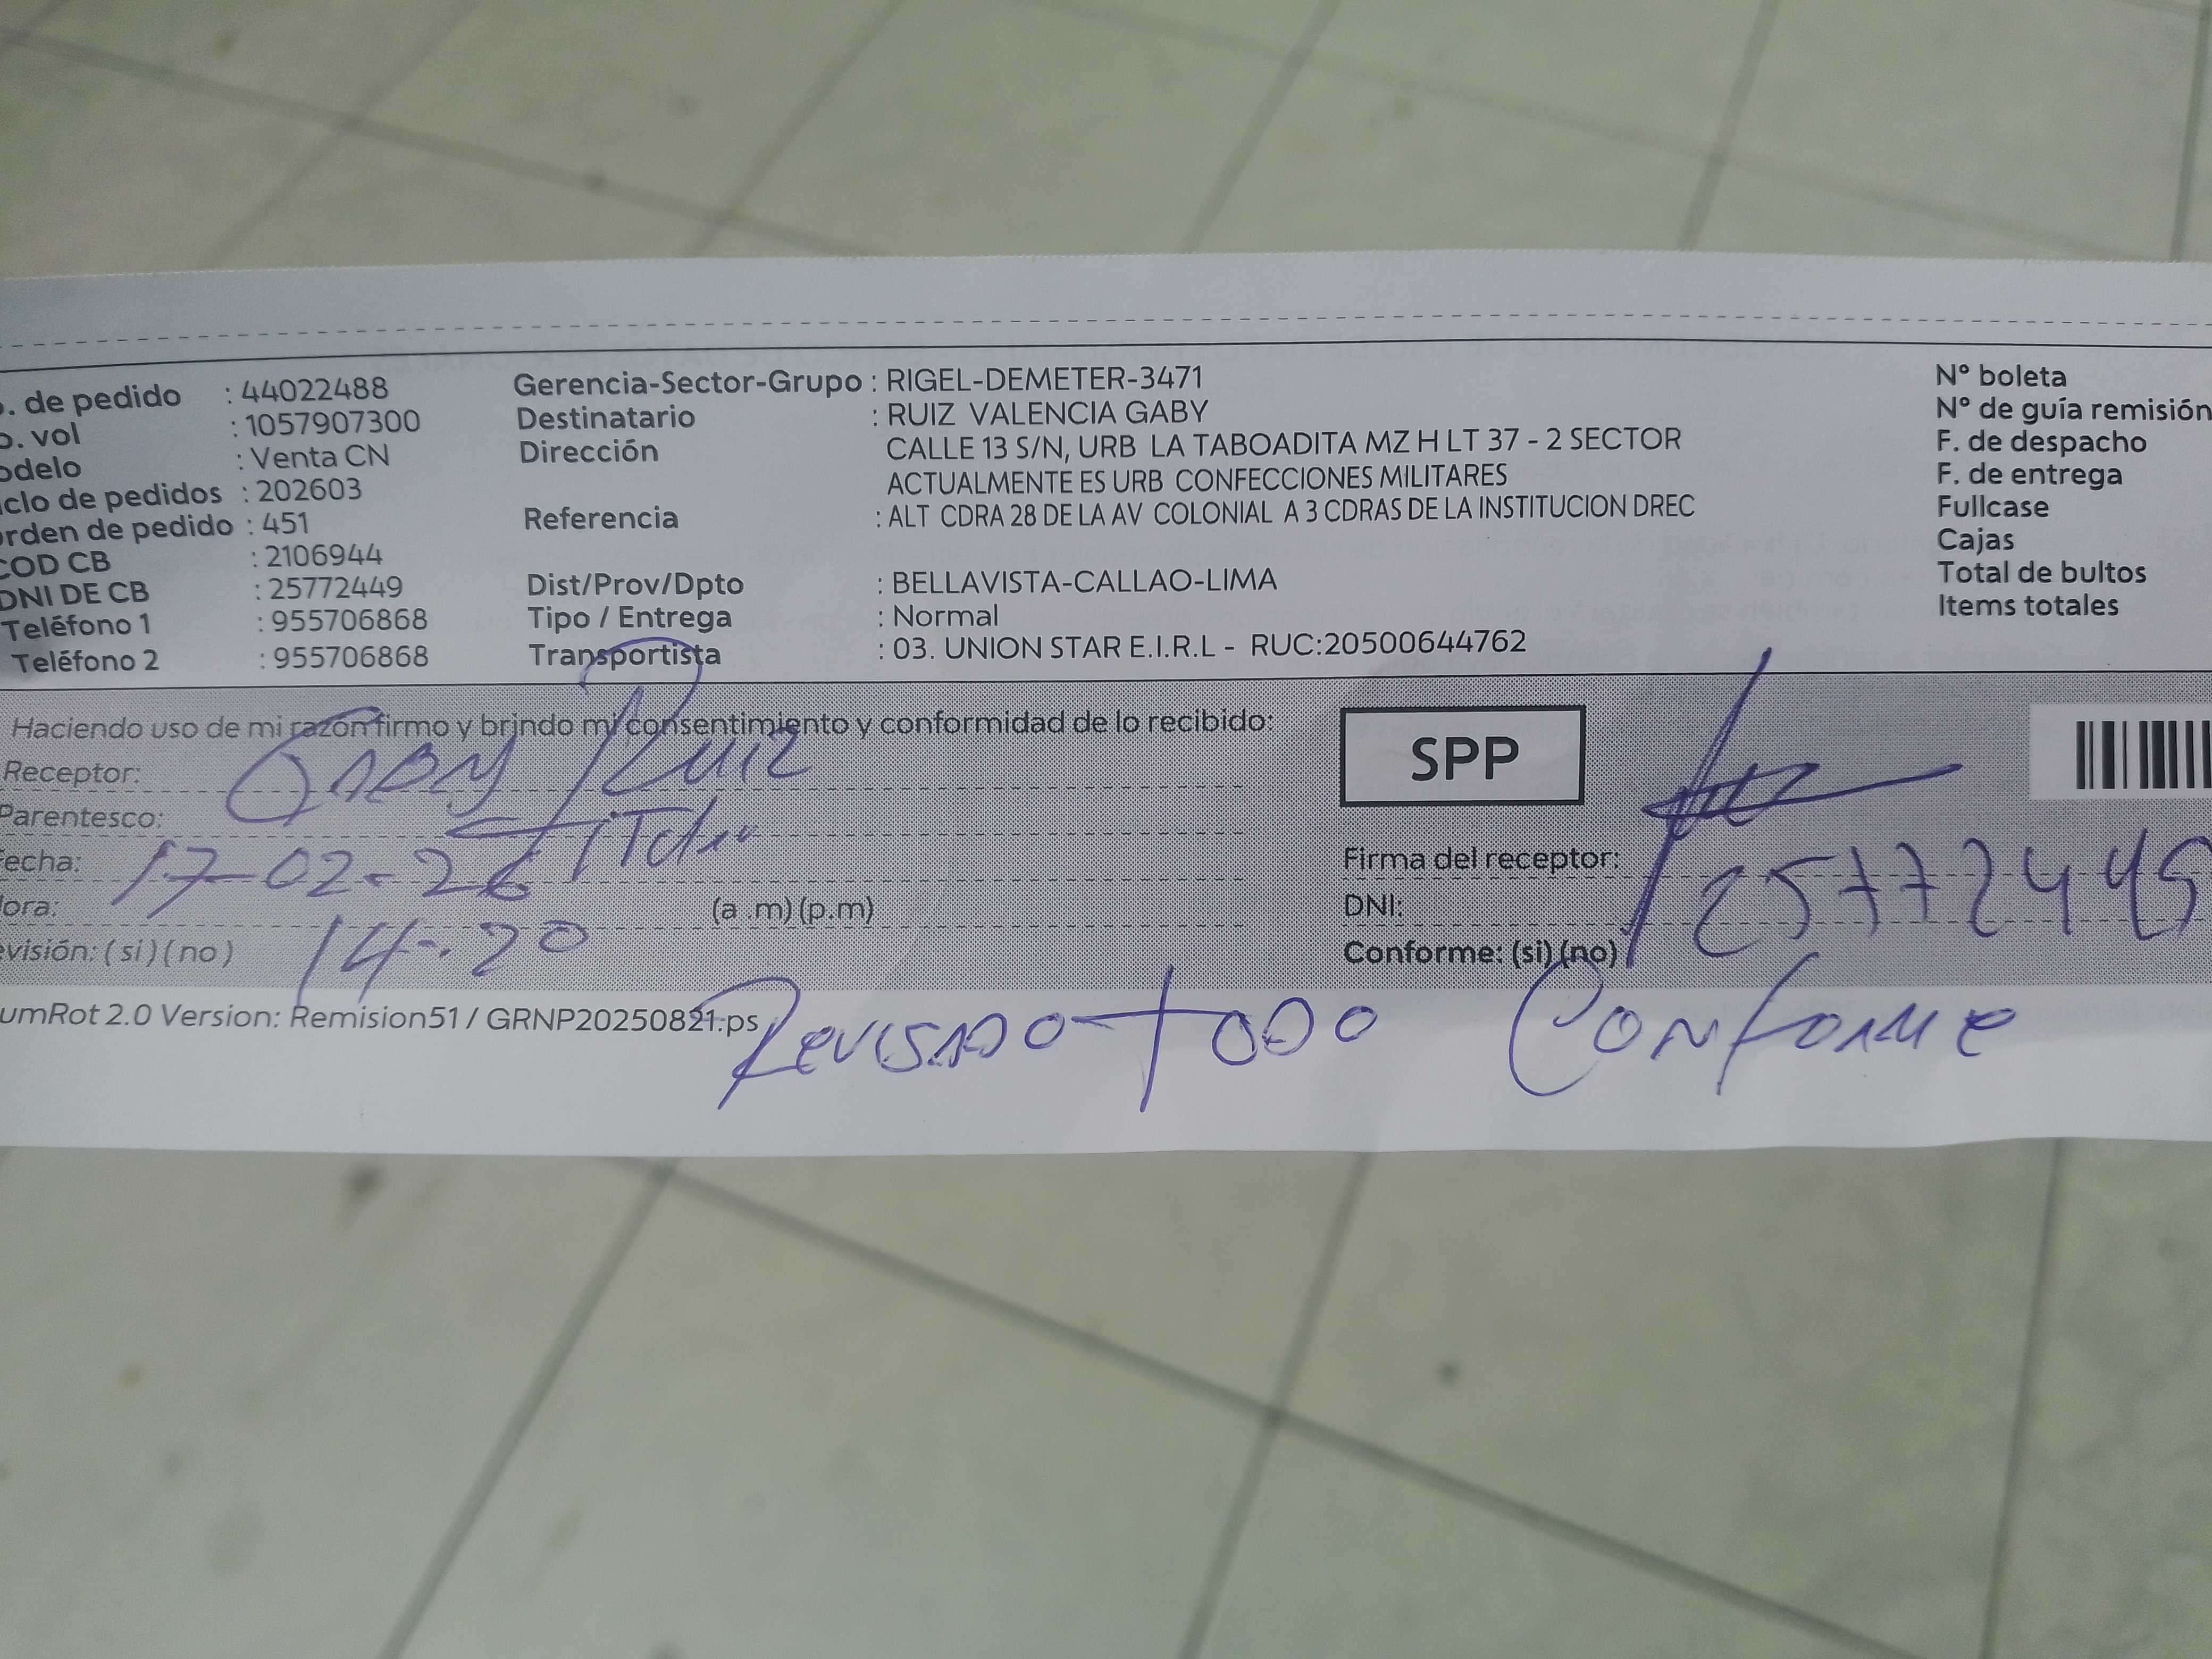 . de pedido : 44022488
o. vol : 1057907300
odelo : Venta CN
iclo de pedidos : 202603
orden de pedido : 451
COD CB : 2106944
DNI DE CB : 25772449
Teléfono 1 : 955706868
Teléfono 2 : 955706868
Gerencia-Sector-Grupo : RIGEL-DEMETER-3471
Destinatario : RUIZ VALENCIA GABY
Dirección CALLE 13 S/N, URB LA TABOADITA MZ H LT 37 - 2 SECTOR
ACTUALMENTE ES URB CONFECCIONES MILITARES
Referencia : ALT CDRA 28 DE LA AV COLONIAL A 3 CDRAS DE LA INSTITUCION DREC
Dist/Prov/Dpto : BELLAVISTA-CALLAO-LIMA
Tipo / Entrega : Normal
Transportista : 03. UNION STAR E.I.R.L - RUC:20500644762
N° boleta
N° de guía remisión
F. de despacho
F. de entrega
Fullcase
Cajas
Total de bultos
Items totales
Haciendo uso de mi razón firmo y brindo mi consentimiento y conformidad de lo recibido:
Receptor: GABY Ruiz
Parentesco: TiTular
Fecha: 17-02-26
Hora: 14:20 (a .m) (p.m)
evisión: ( si ) ( no )
SPP
Firma del receptor:
DNI: 25772449
Conforme: (si) (no)
umRot 2.0 Version: Remision51 / GRNP20250821.ps
REVISADO TODO CONFORME